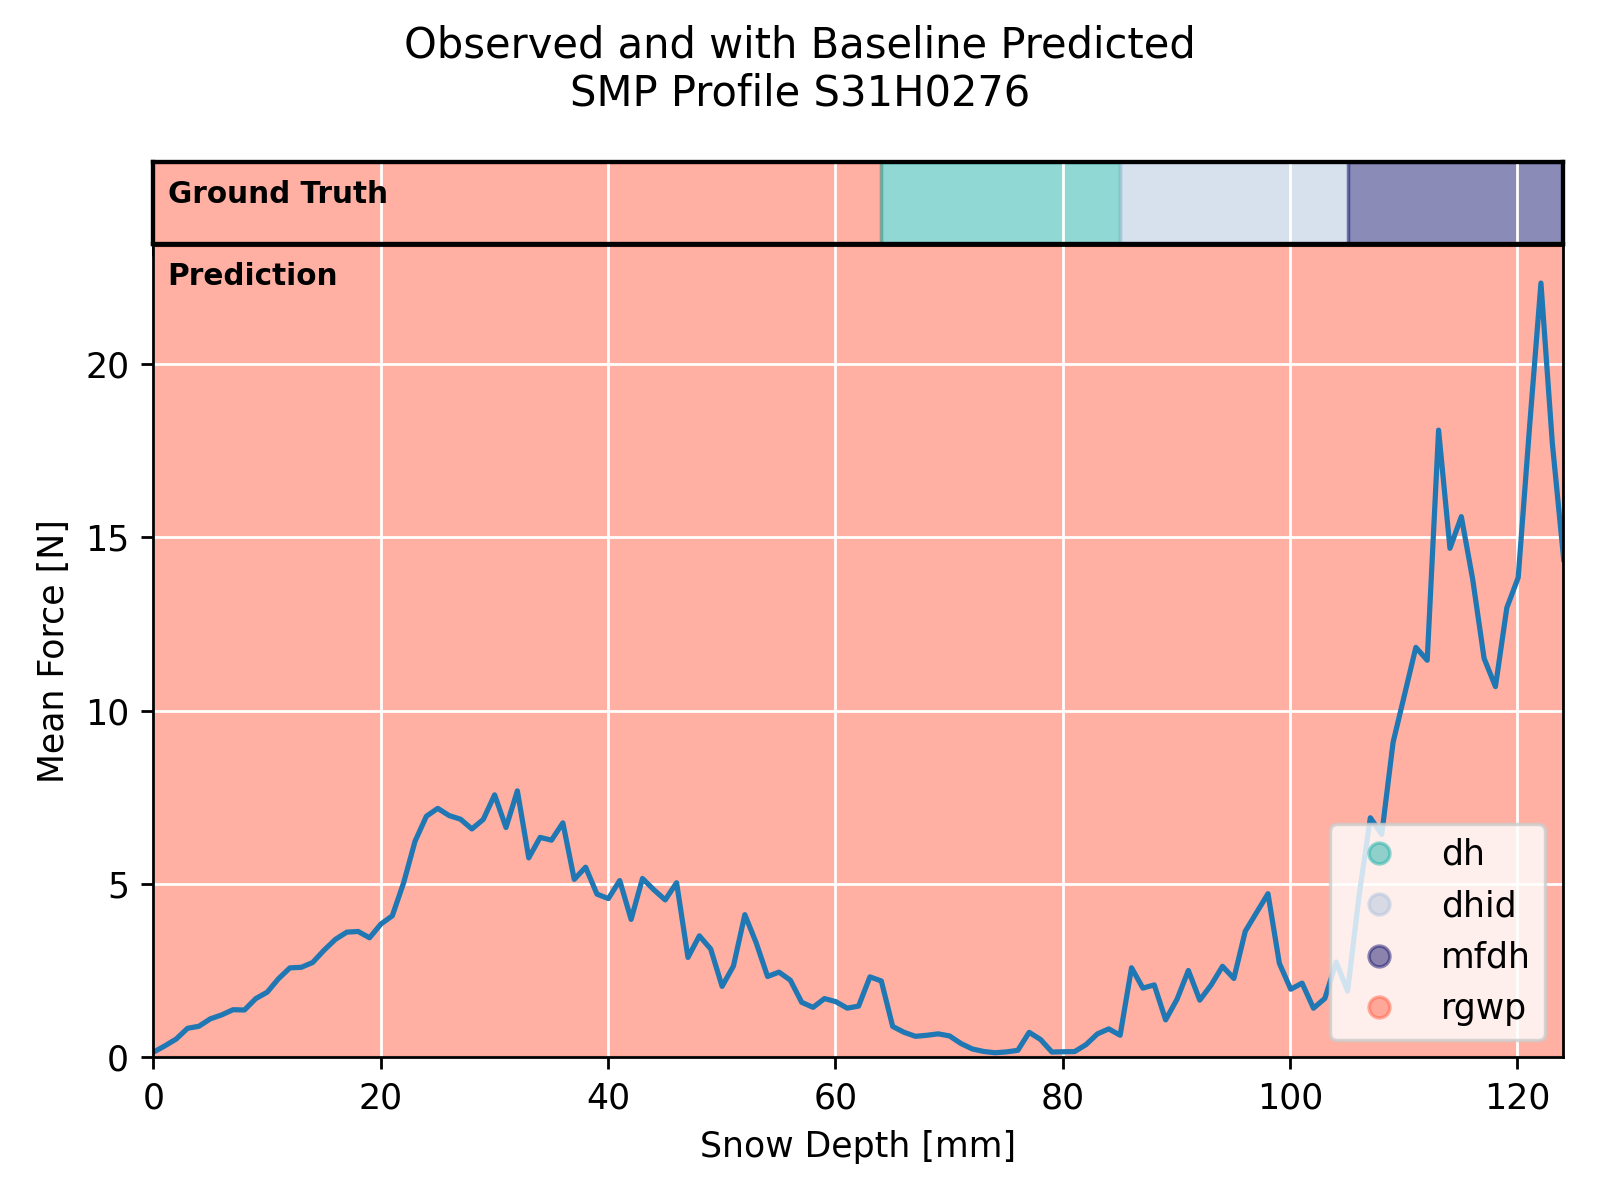 Observed and with Baseline Predicted
SMP Profile S31H0276
Ground Truth
Prediction
Mean Force [N]
20
15
10
5
0
dh
dhid
mfdh
rgwp
0 20 40 60 80 100 120
Snow Depth [mm]